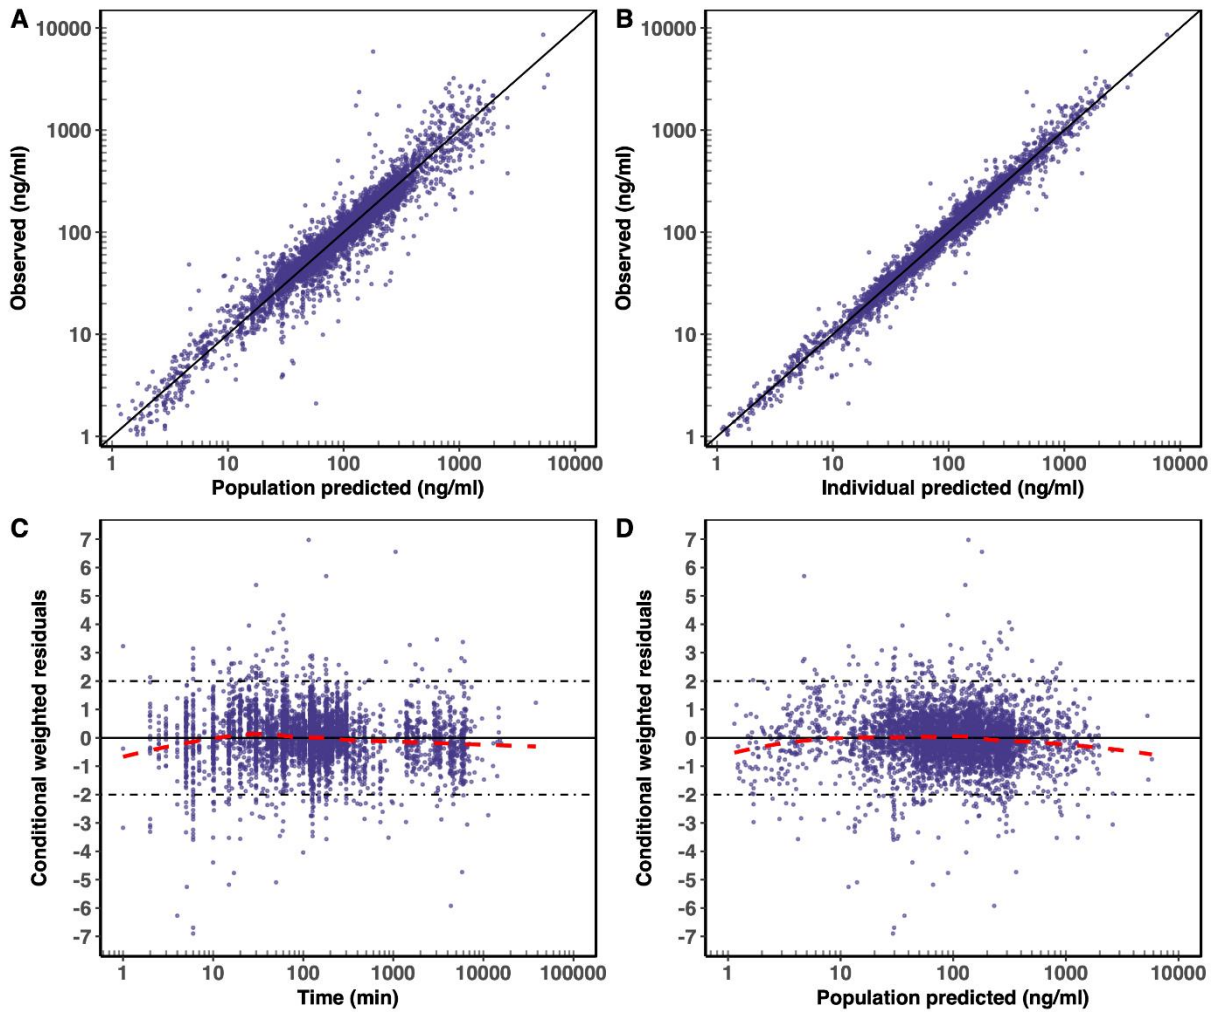 A
10000
1000
100
10
1
Observed (ng/ml)
1 10 100 1000 10000
Population predicted (ng/ml)
B
10000
1000
100
10
1
Observed (ng/ml)
1 10 100 1000 10000
Individual predicted (ng/ml)
C
7
6
5
4
3
2
1
0
-1
-2
-3
-4
-5
-6
-7
Conditional weighted residuals
1 10 100 1000 10000 100000
Time (min)
D
7
6
5
4
3
2
1
0
-1
-2
-3
-4
-5
-6
-7
Conditional weighted residuals
1 10 100 1000 10000
Population predicted (ng/ml)